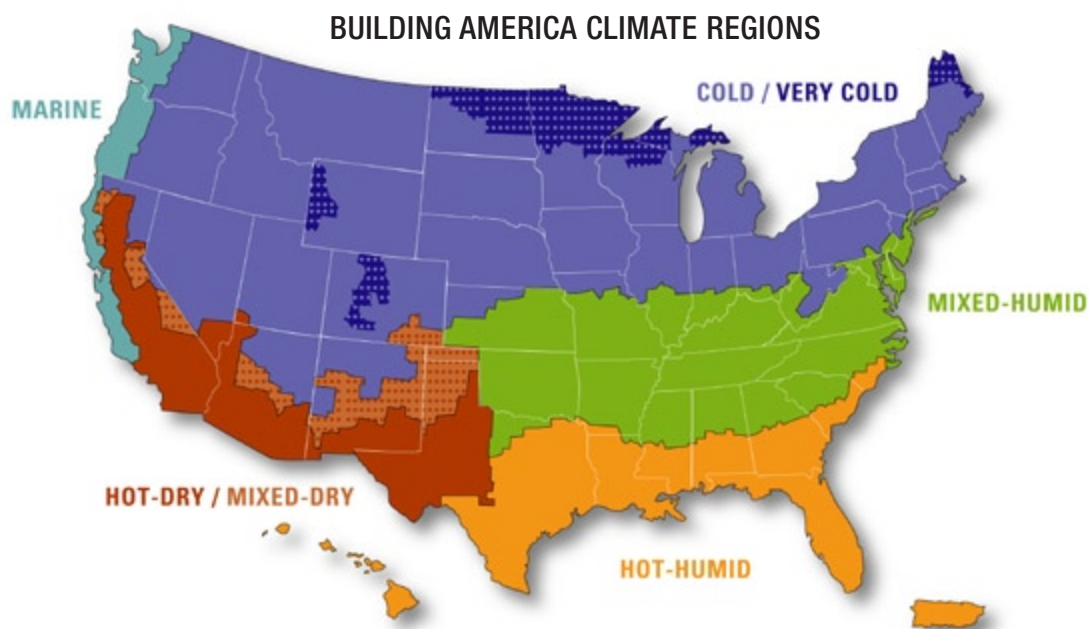 BUILDING AMERICA CLIMATE REGIONS
COLD / VERY COLD
MARINE
MIXED-HUMID
HOT-DRY / MIXED-DRY
HOT-HUMID